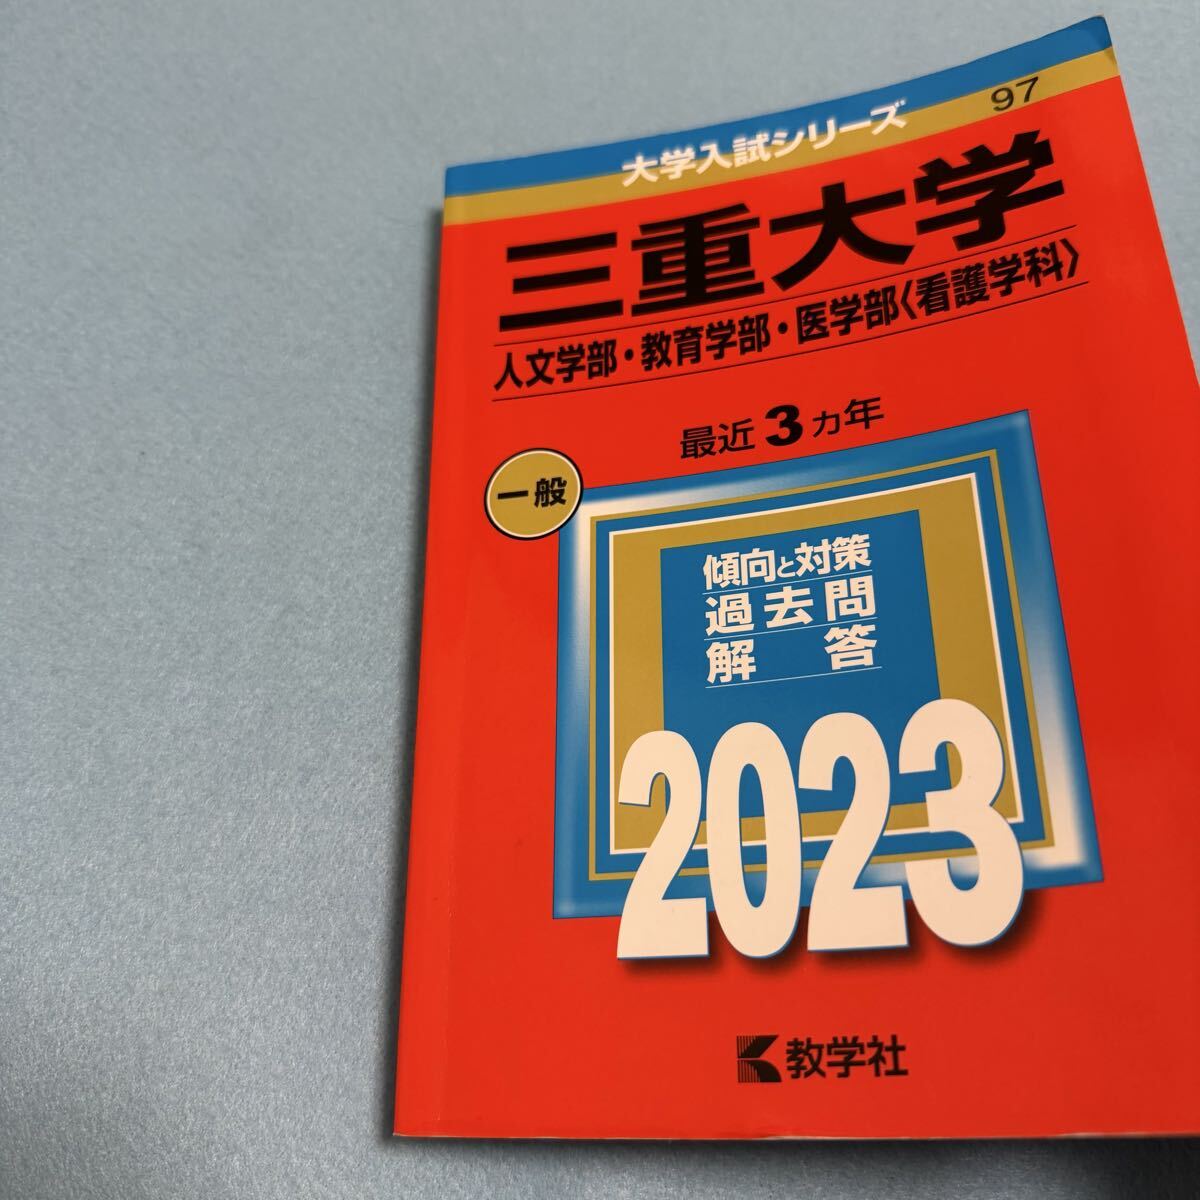 97
大学入試シリーズ
三重大学
人文学部・教育学部・医学部〈看護学科〉
最近3ヵ年
一般
傾向と対策
過去問
解答
2023
教学社